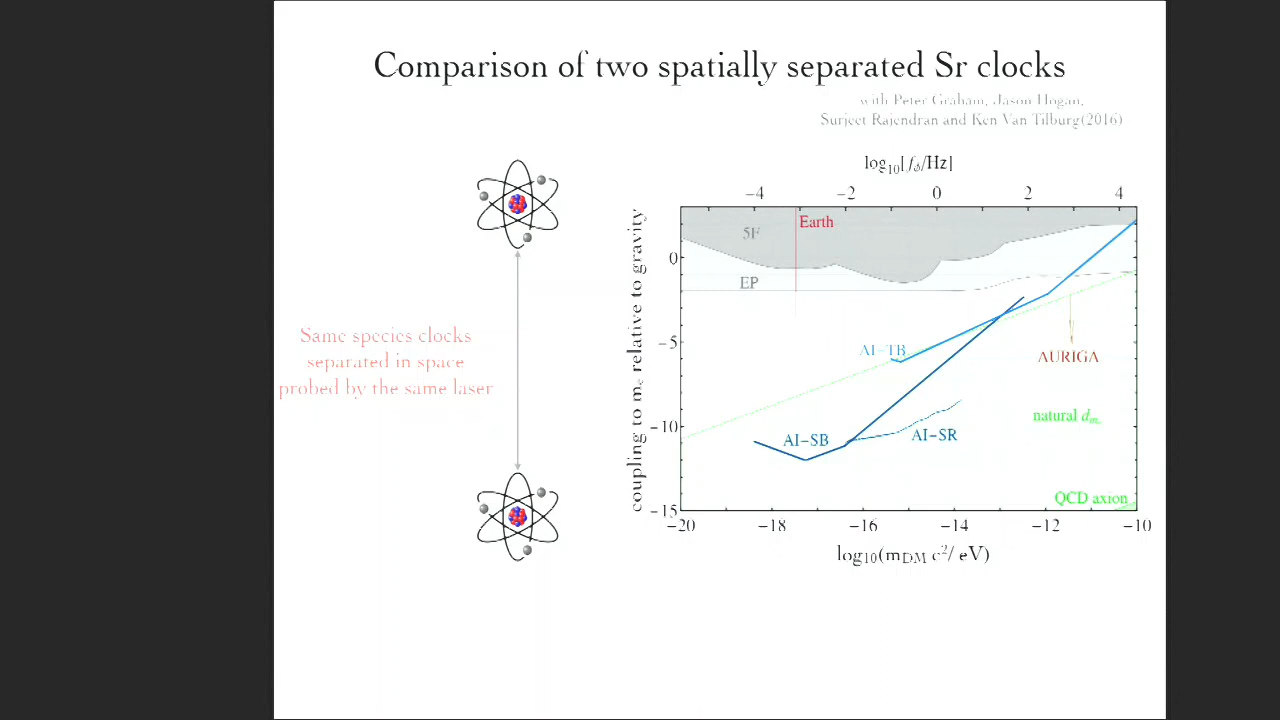 Comparison of two spatially separated Sr clocks
with Peter Graham, Jason Hogan,
Surjeet Rajendran and Ken Van Tilburg(2016)
Same species clocks
separated in space
probed by the same laser
log10[fϕ/Hz]
−4 −2 0 2 4
coupling to me relative to gravity
0
−5
−10
−15
5F
Earth
EP
AI−TB
AURIGA
natural dme
AI−SB
AI−SR
QCD axion
−20 −18 −16 −14 −12 −10
log10(mDM c²/ eV)